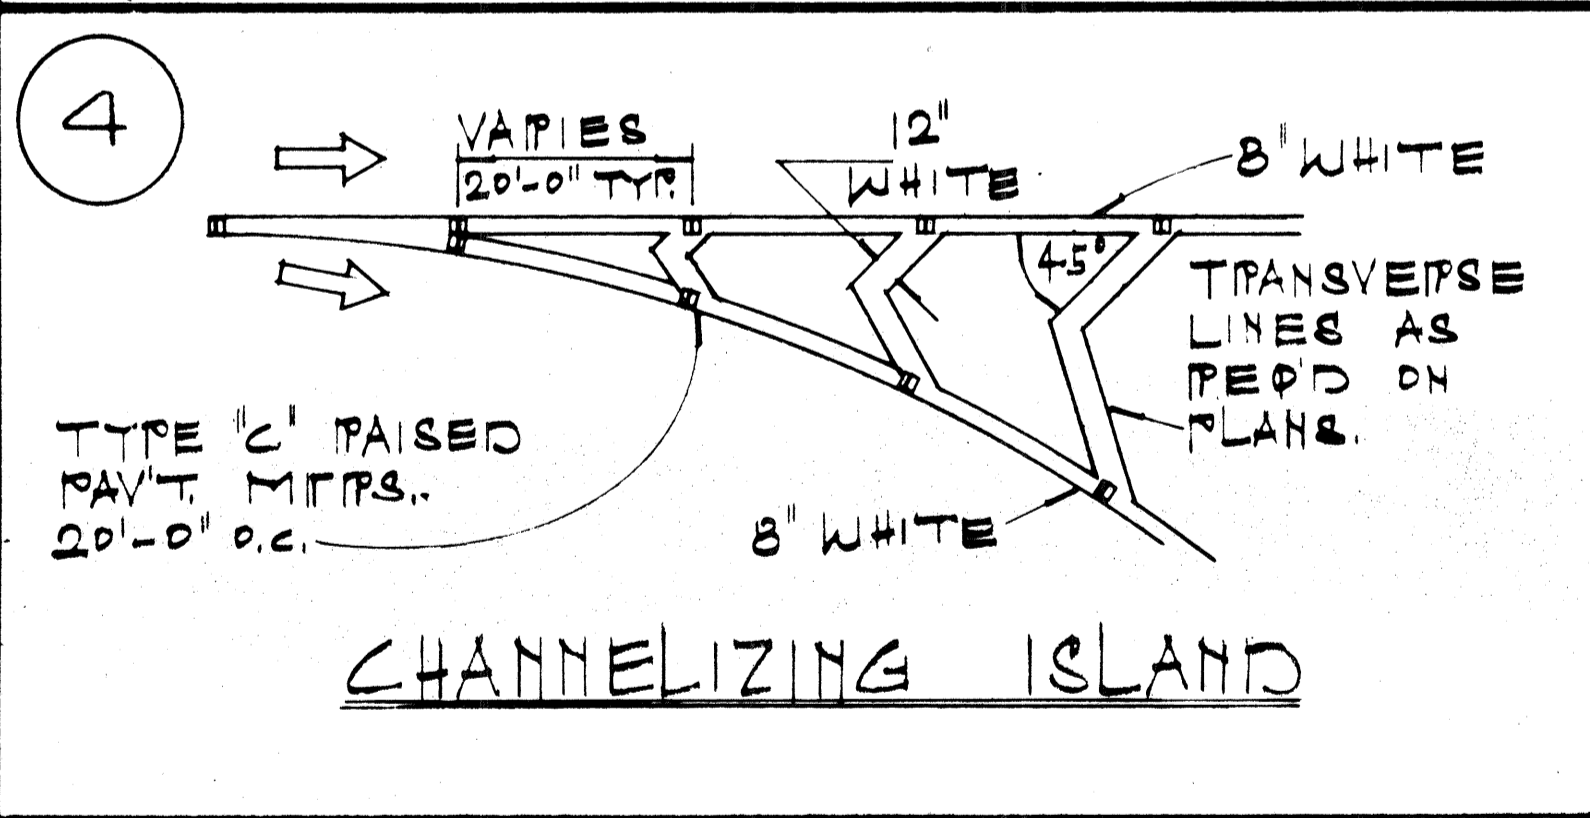 4
VARIES
20'-0" TYP.
12"
WHITE
8" WHITE
45°
TRANSVERSE
LINES AS
REQ'D ON
PLANS.
TYPE "C" RAISED
PAV'T. MRKRS.
20'-0" O.C.
8" WHITE
CHANNELIZING ISLAND